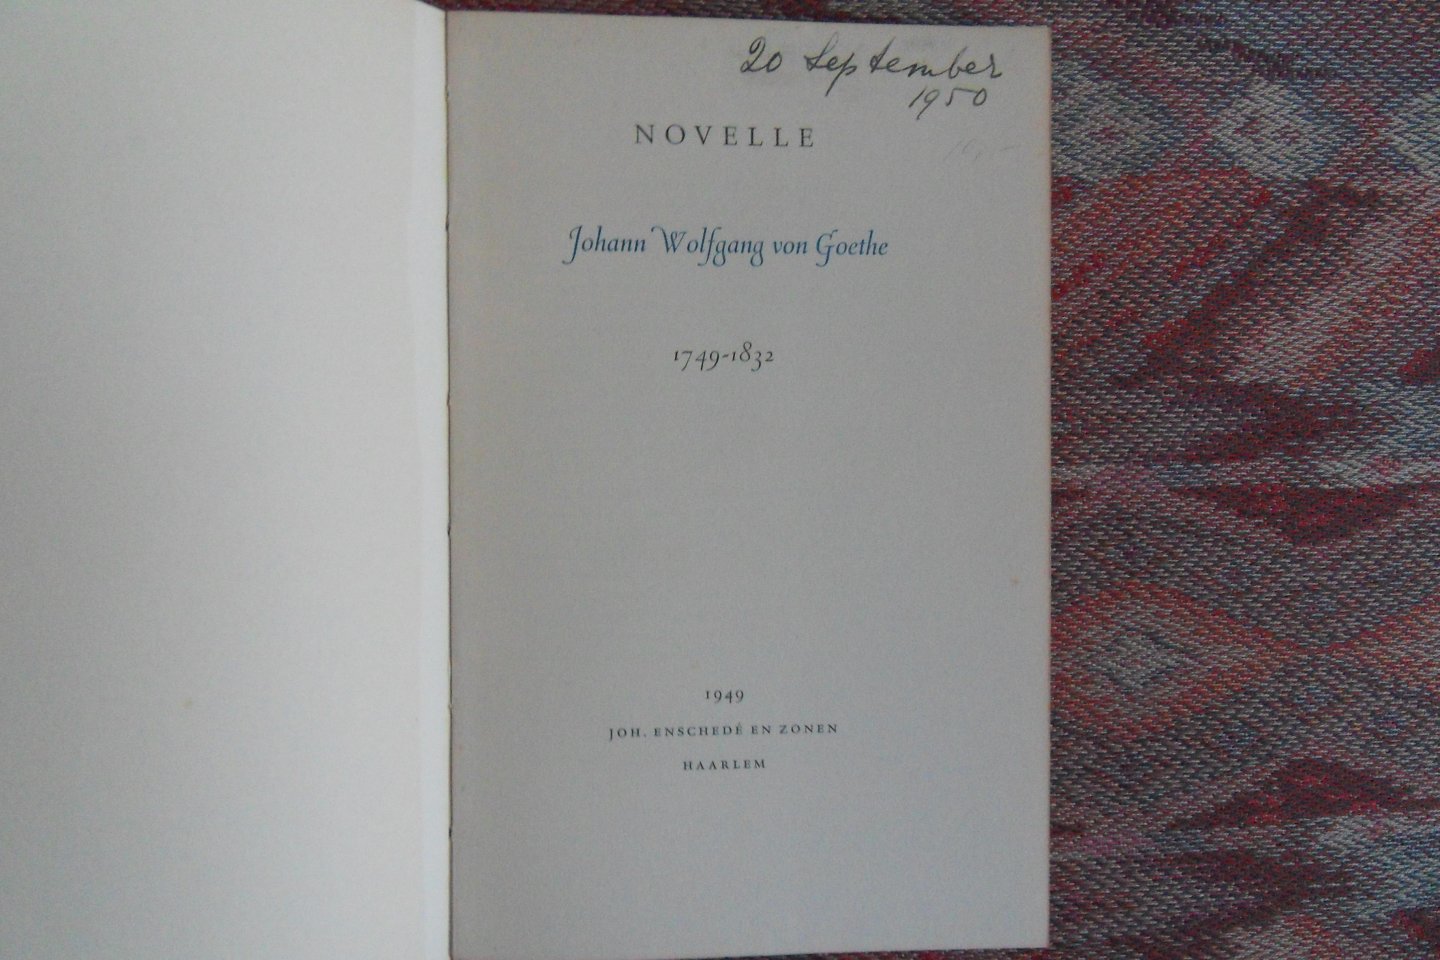 20 September
1950
NOVELLE
Johann Wolfgang von Goethe
1749-1832
1949
JOH. ENSCHEDÉ EN ZONEN
HAARLEM